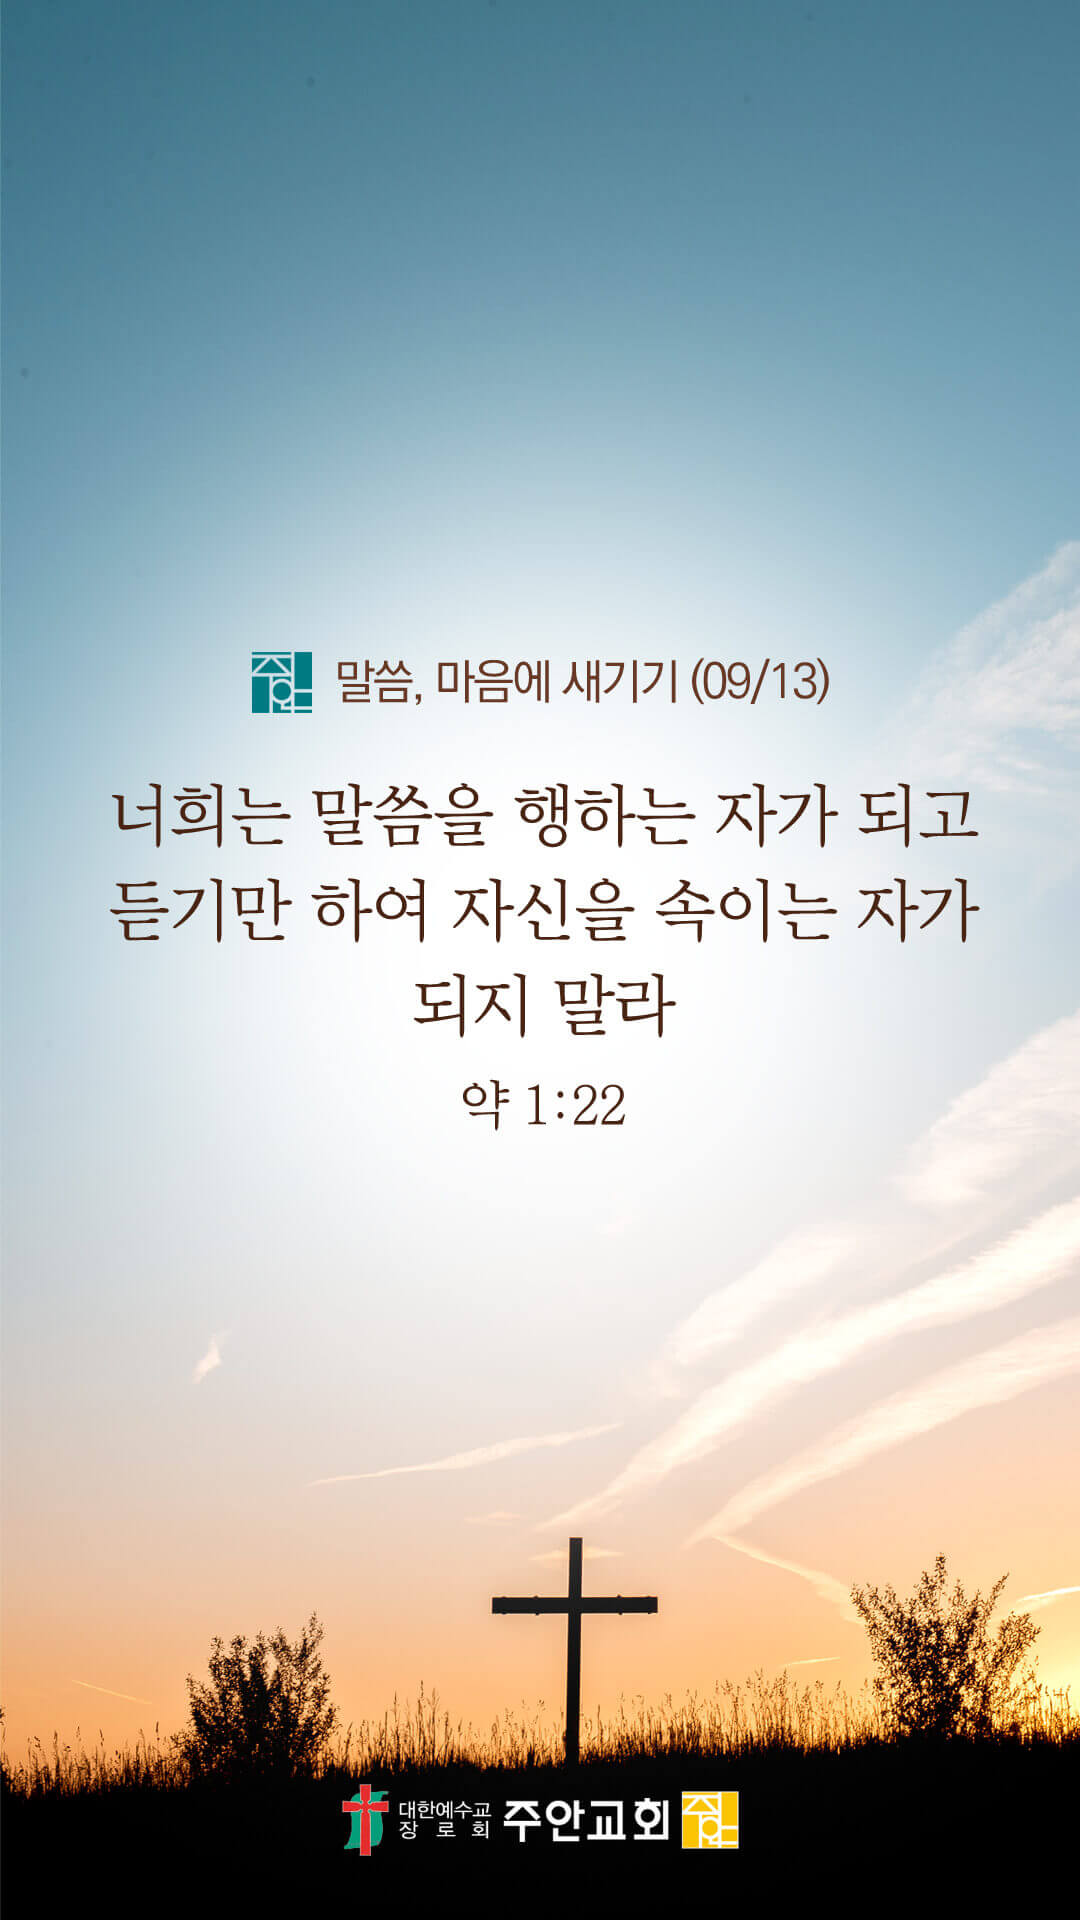 말씀, 마음에 새기기 (09/13)
너희는 말씀을 행하는 자가 되고
듣기만 하여 자신을 속이는 자가
되지 말라
약 1:22
대한예수교
장로회
주안교회